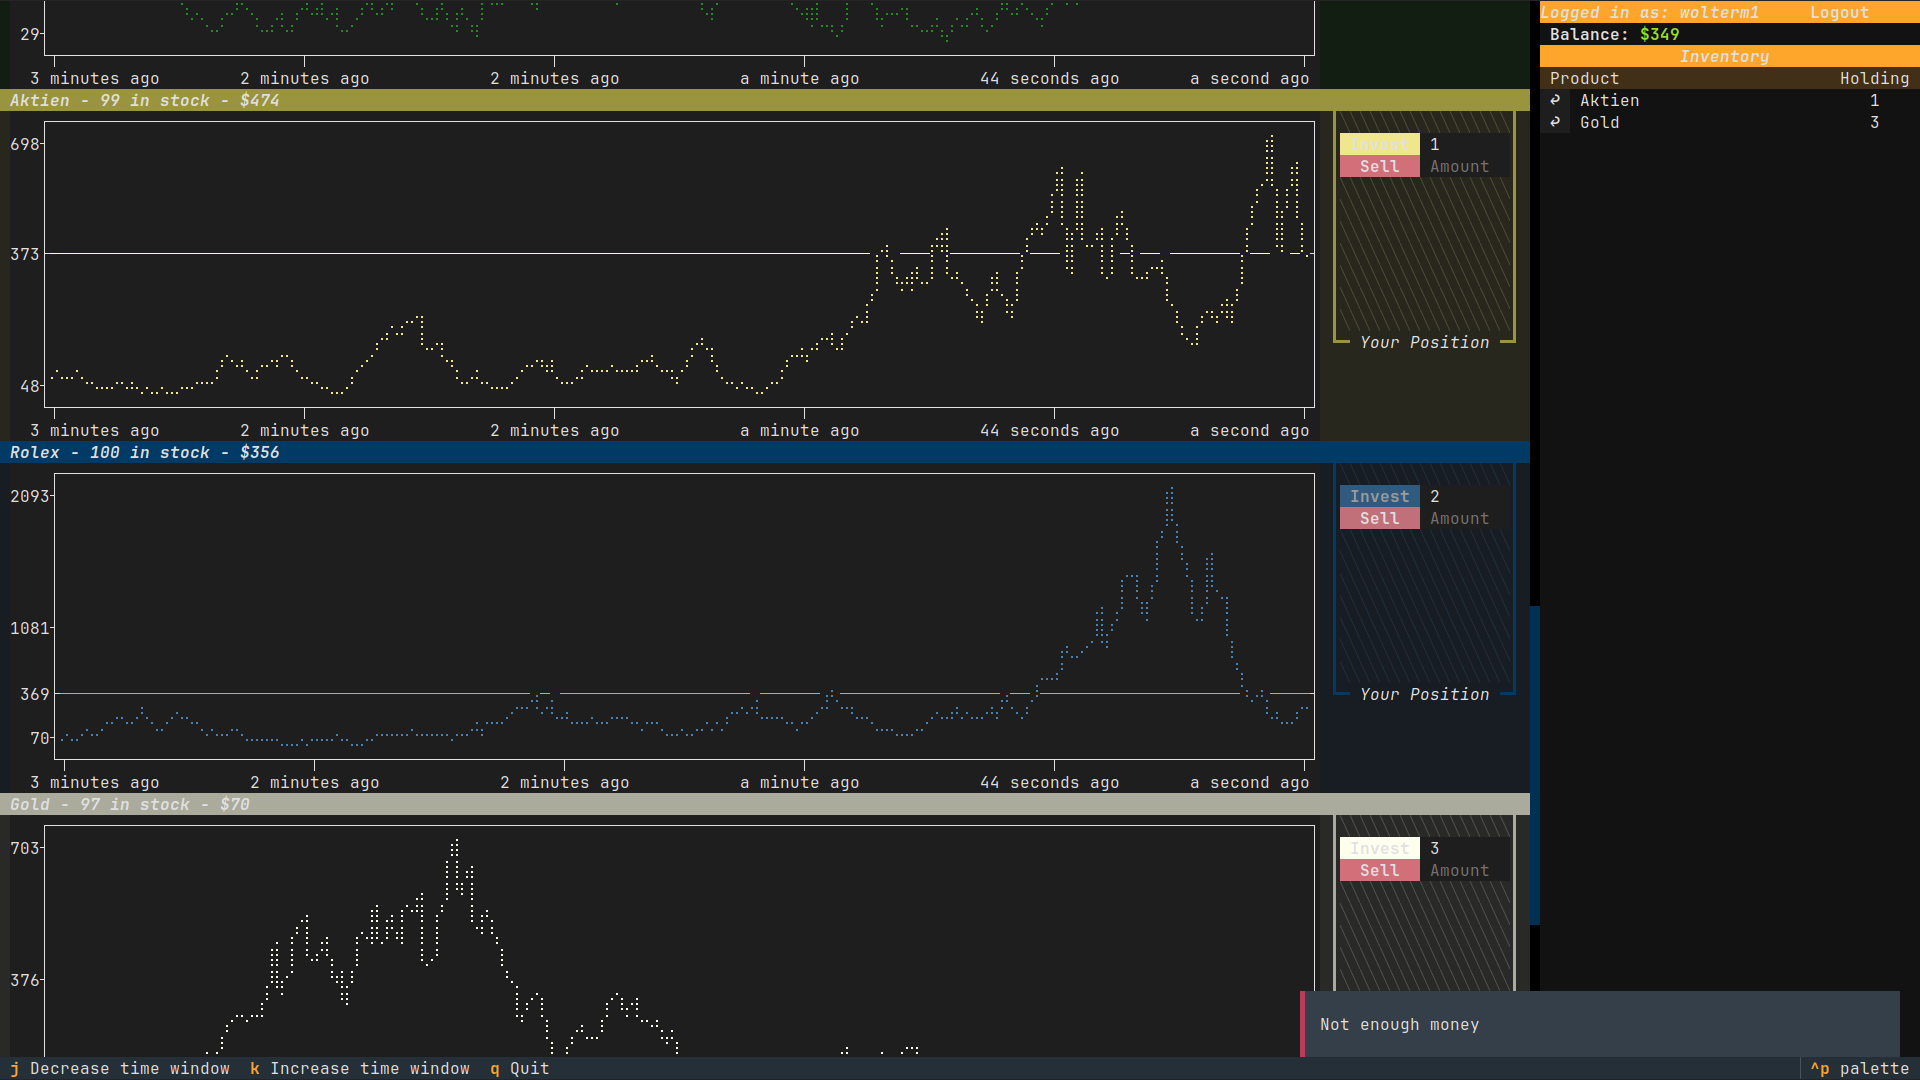 29
3 minutes ago 2 minutes ago 2 minutes ago a minute ago 44 seconds ago a second ago
Aktien - 99 in stock - $474
698
373
48
Invest 1
Sell Amount
Your Position
3 minutes ago 2 minutes ago 2 minutes ago a minute ago 44 seconds ago a second ago
Rolex - 100 in stock - $356
2093
1081
369
70
Invest 2
Sell Amount
Your Position
3 minutes ago 2 minutes ago 2 minutes ago a minute ago 44 seconds ago a second ago
Gold - 97 in stock - $70
703
376
Invest 3
Sell Amount
Logged in as: wolterm1 Logout
Balance: $349
Inventory
Product Holding
Aktien 1
Gold 3
Not enough money
j Decrease time window k Increase time window q Quit ^p palette